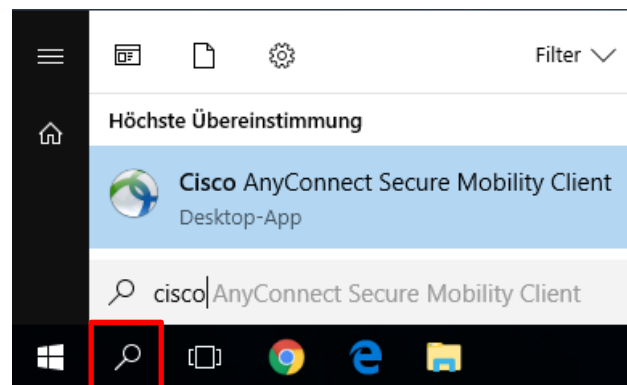 Filter
Höchste Übereinstimmung
Cisco AnyConnect Secure Mobility Client
Desktop-App
cisco AnyConnect Secure Mobility Client